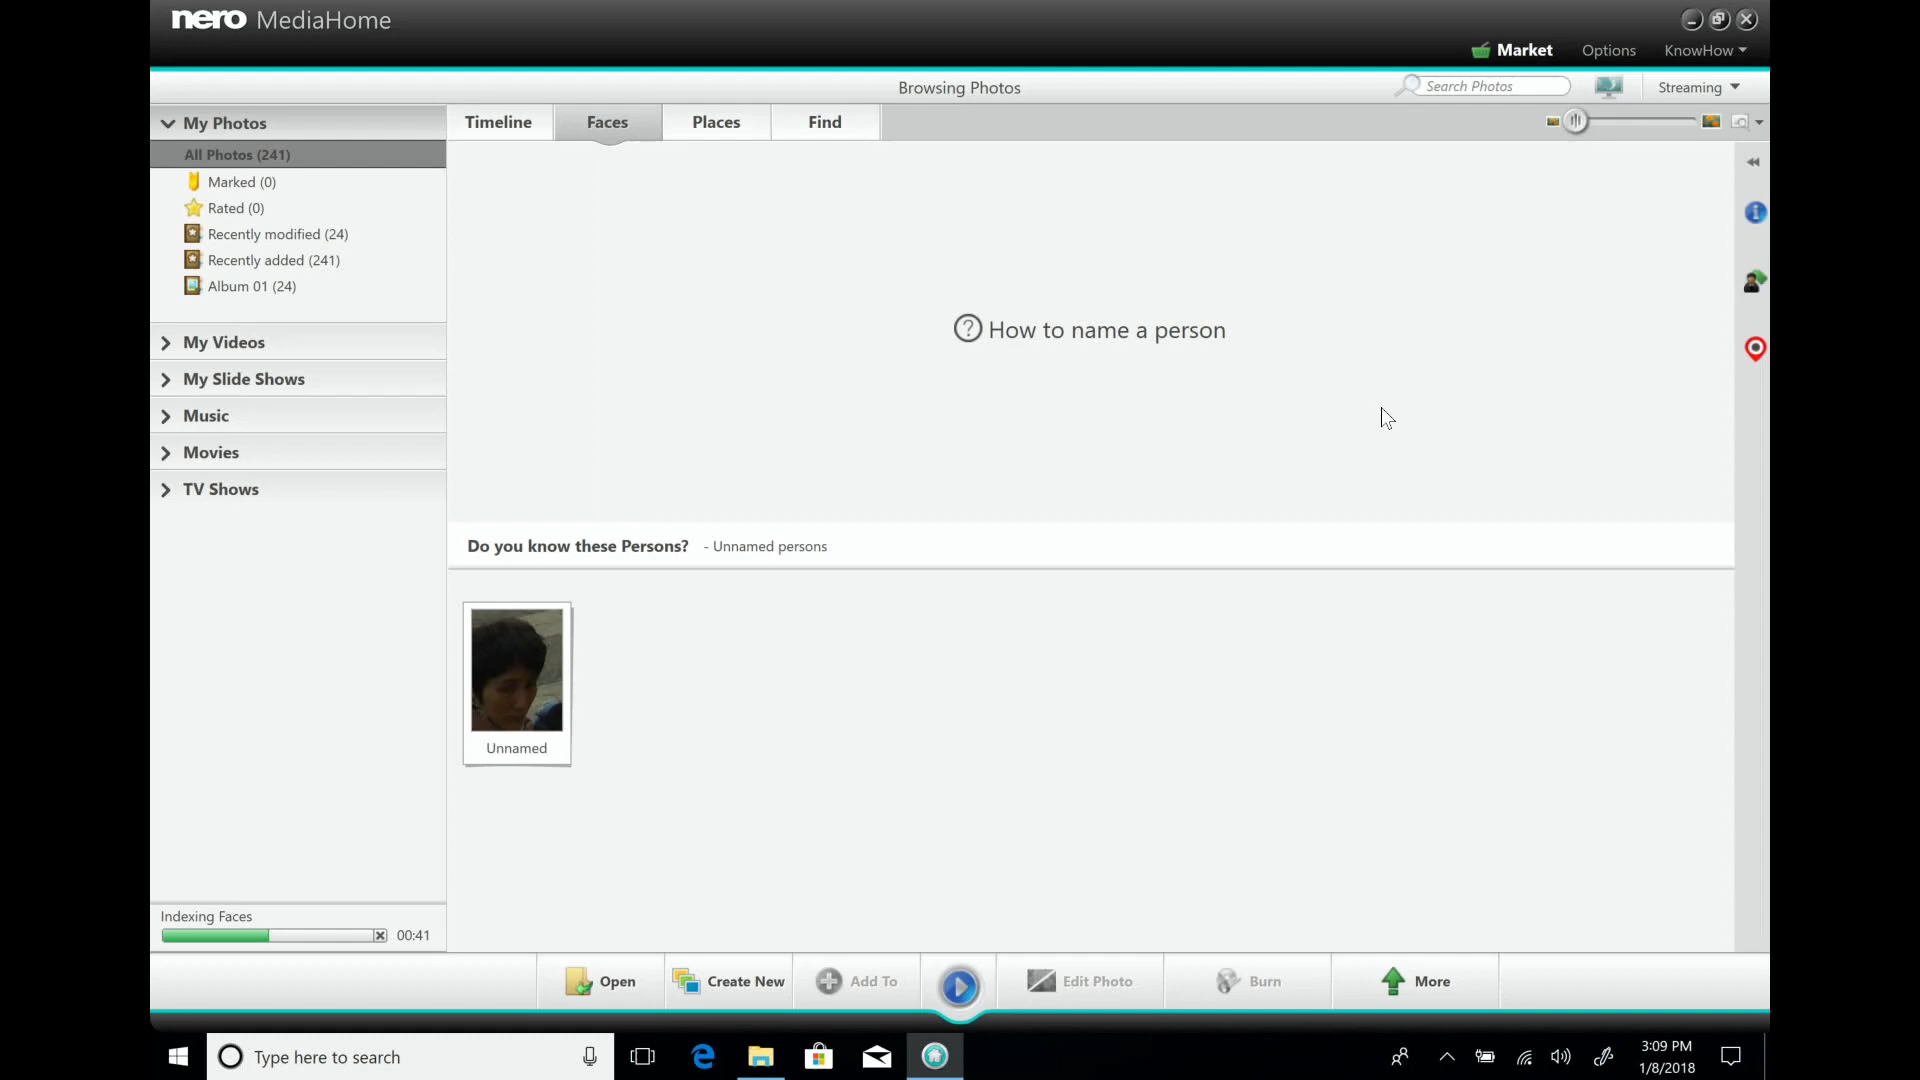 nero MediaHome
Market Options KnowHow
Browsing Photos
Search Photos
Streaming
My Photos
Timeline Faces Places Find
All Photos (241)
Marked (0)
Rated (0)
Recently modified (24)
Recently added (241)
Album 01 (24)
My Videos
My Slide Shows
Music
Movies
TV Shows
? How to name a person
Do you know these Persons? - Unnamed persons
Unnamed
Indexing Faces
00:41
Open Create New Add To Edit Photo Burn More
Type here to search
3:09 PM
1/8/2018